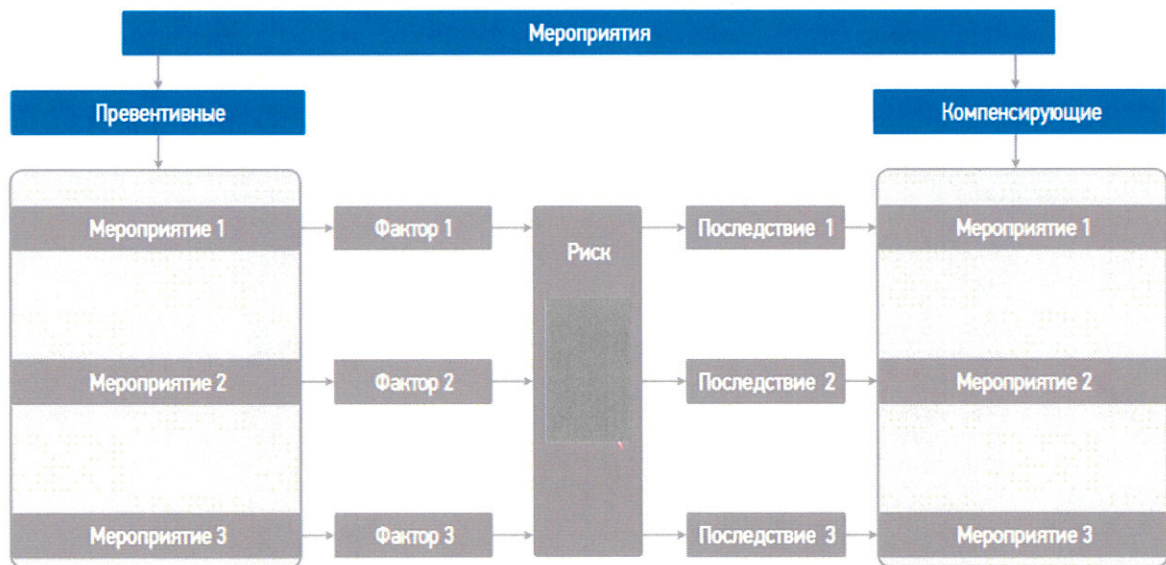 Мероприятия
Превентивные
Компенсирующие
Мероприятие 1
Фактор 1
Риск
Последствие 1
Мероприятие 1
Мероприятие 2
Фактор 2
Последствие 2
Мероприятие 2
Мероприятие 3
Фактор 3
Последствие 3
Мероприятие 3